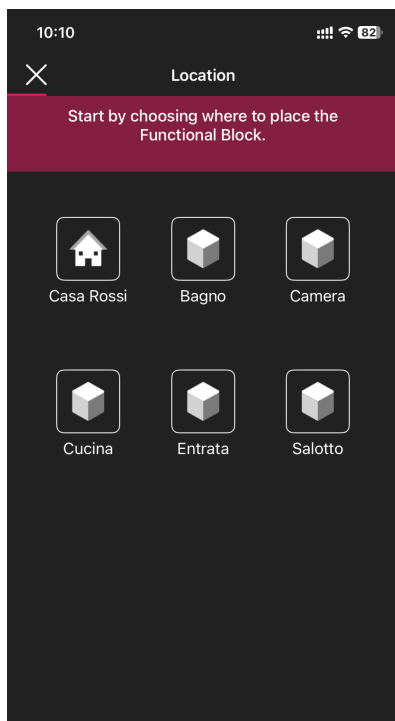 10:10
82
Location
Start by choosing where to place the
Functional Block.
Casa Rossi
Bagno
Camera
Cucina
Entrata
Salotto